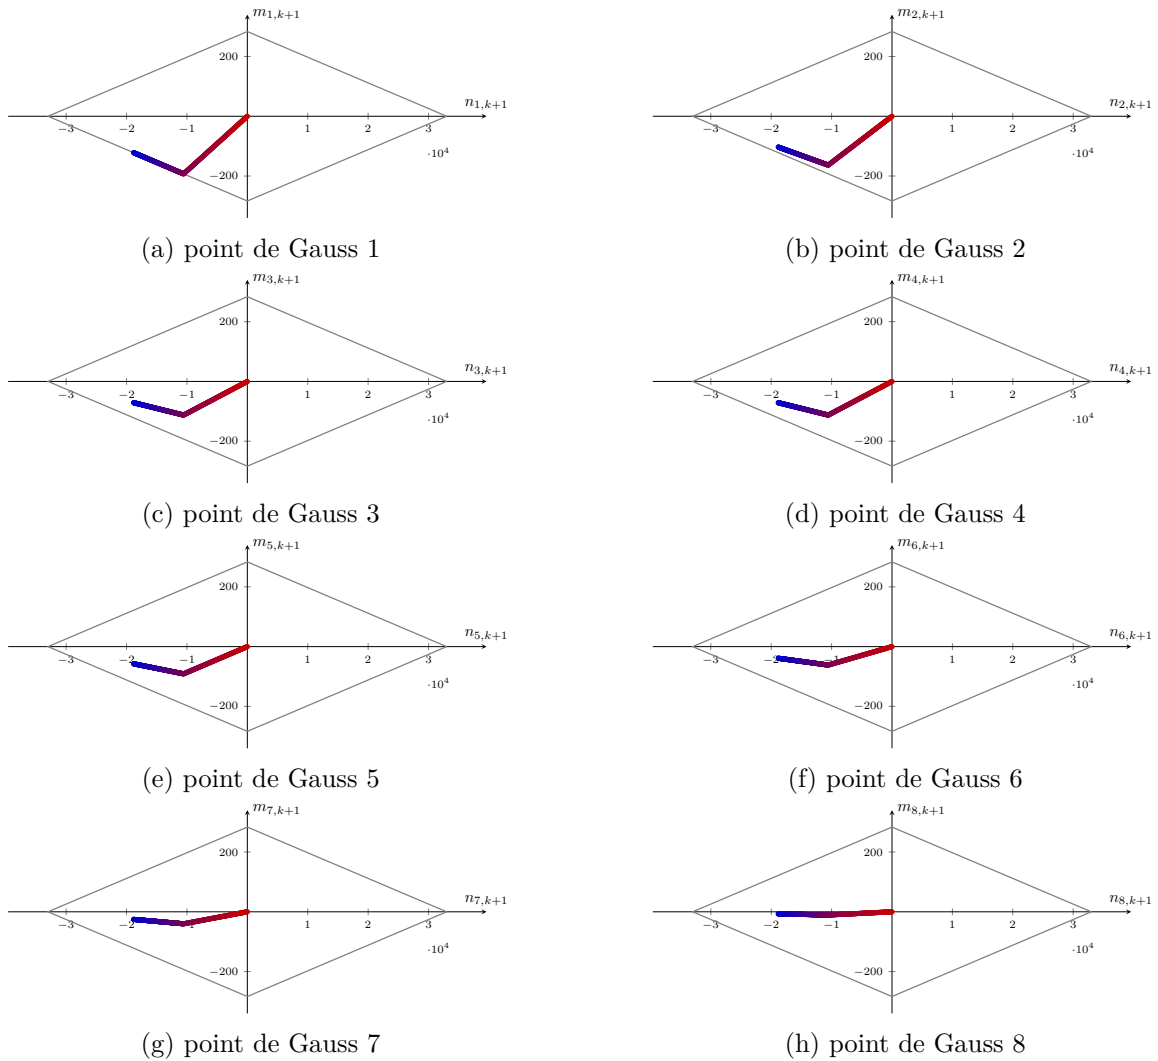 m1,k+1
200
n1,k+1
−3 −2 −1 1 2 3
·10^4
−200
(a) point de Gauss 1
m2,k+1
200
n2,k+1
−3 −2 −1 1 2 3
·10^4
−200
(b) point de Gauss 2
m3,k+1
200
n3,k+1
−3 −2 −1 1 2 3
·10^4
−200
(c) point de Gauss 3
m4,k+1
200
n4,k+1
−3 −2 −1 1 2 3
·10^4
−200
(d) point de Gauss 4
m5,k+1
200
n5,k+1
−3 −2 −1 1 2 3
·10^4
−200
(e) point de Gauss 5
m6,k+1
200
n6,k+1
−3 −2 −1 1 2 3
·10^4
−200
(f) point de Gauss 6
m7,k+1
200
n7,k+1
−3 −2 −1 1 2 3
·10^4
−200
(g) point de Gauss 7
m8,k+1
200
n8,k+1
−3 −2 −1 1 2 3
·10^4
−200
(h) point de Gauss 8